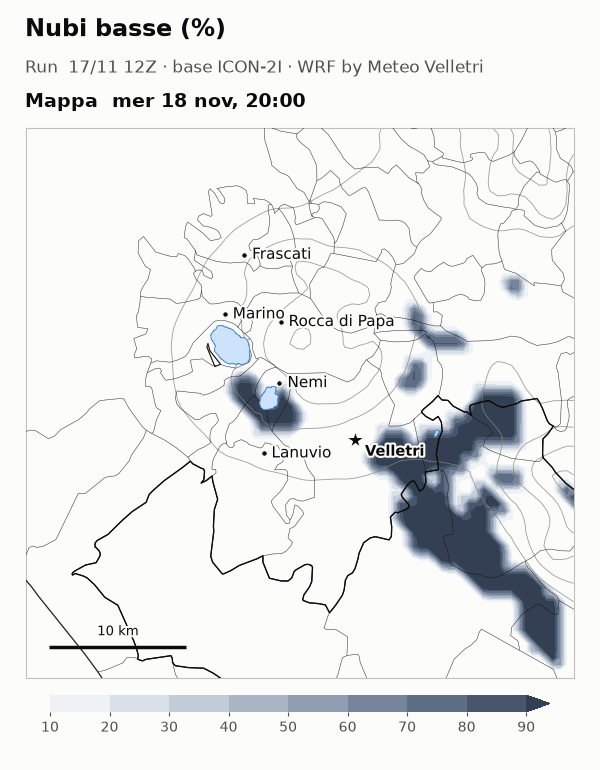 Nubi basse (%)
Run  17/11 12Z · base ICON-2I · WRF by Meteo Velletri
Mappa  mer 18 nov, 20:00
Frascati
Marino
Rocca di Papa
Nemi
Velletri
Lanuvio
10 km
10 20 30 40 50 60 70 80 90